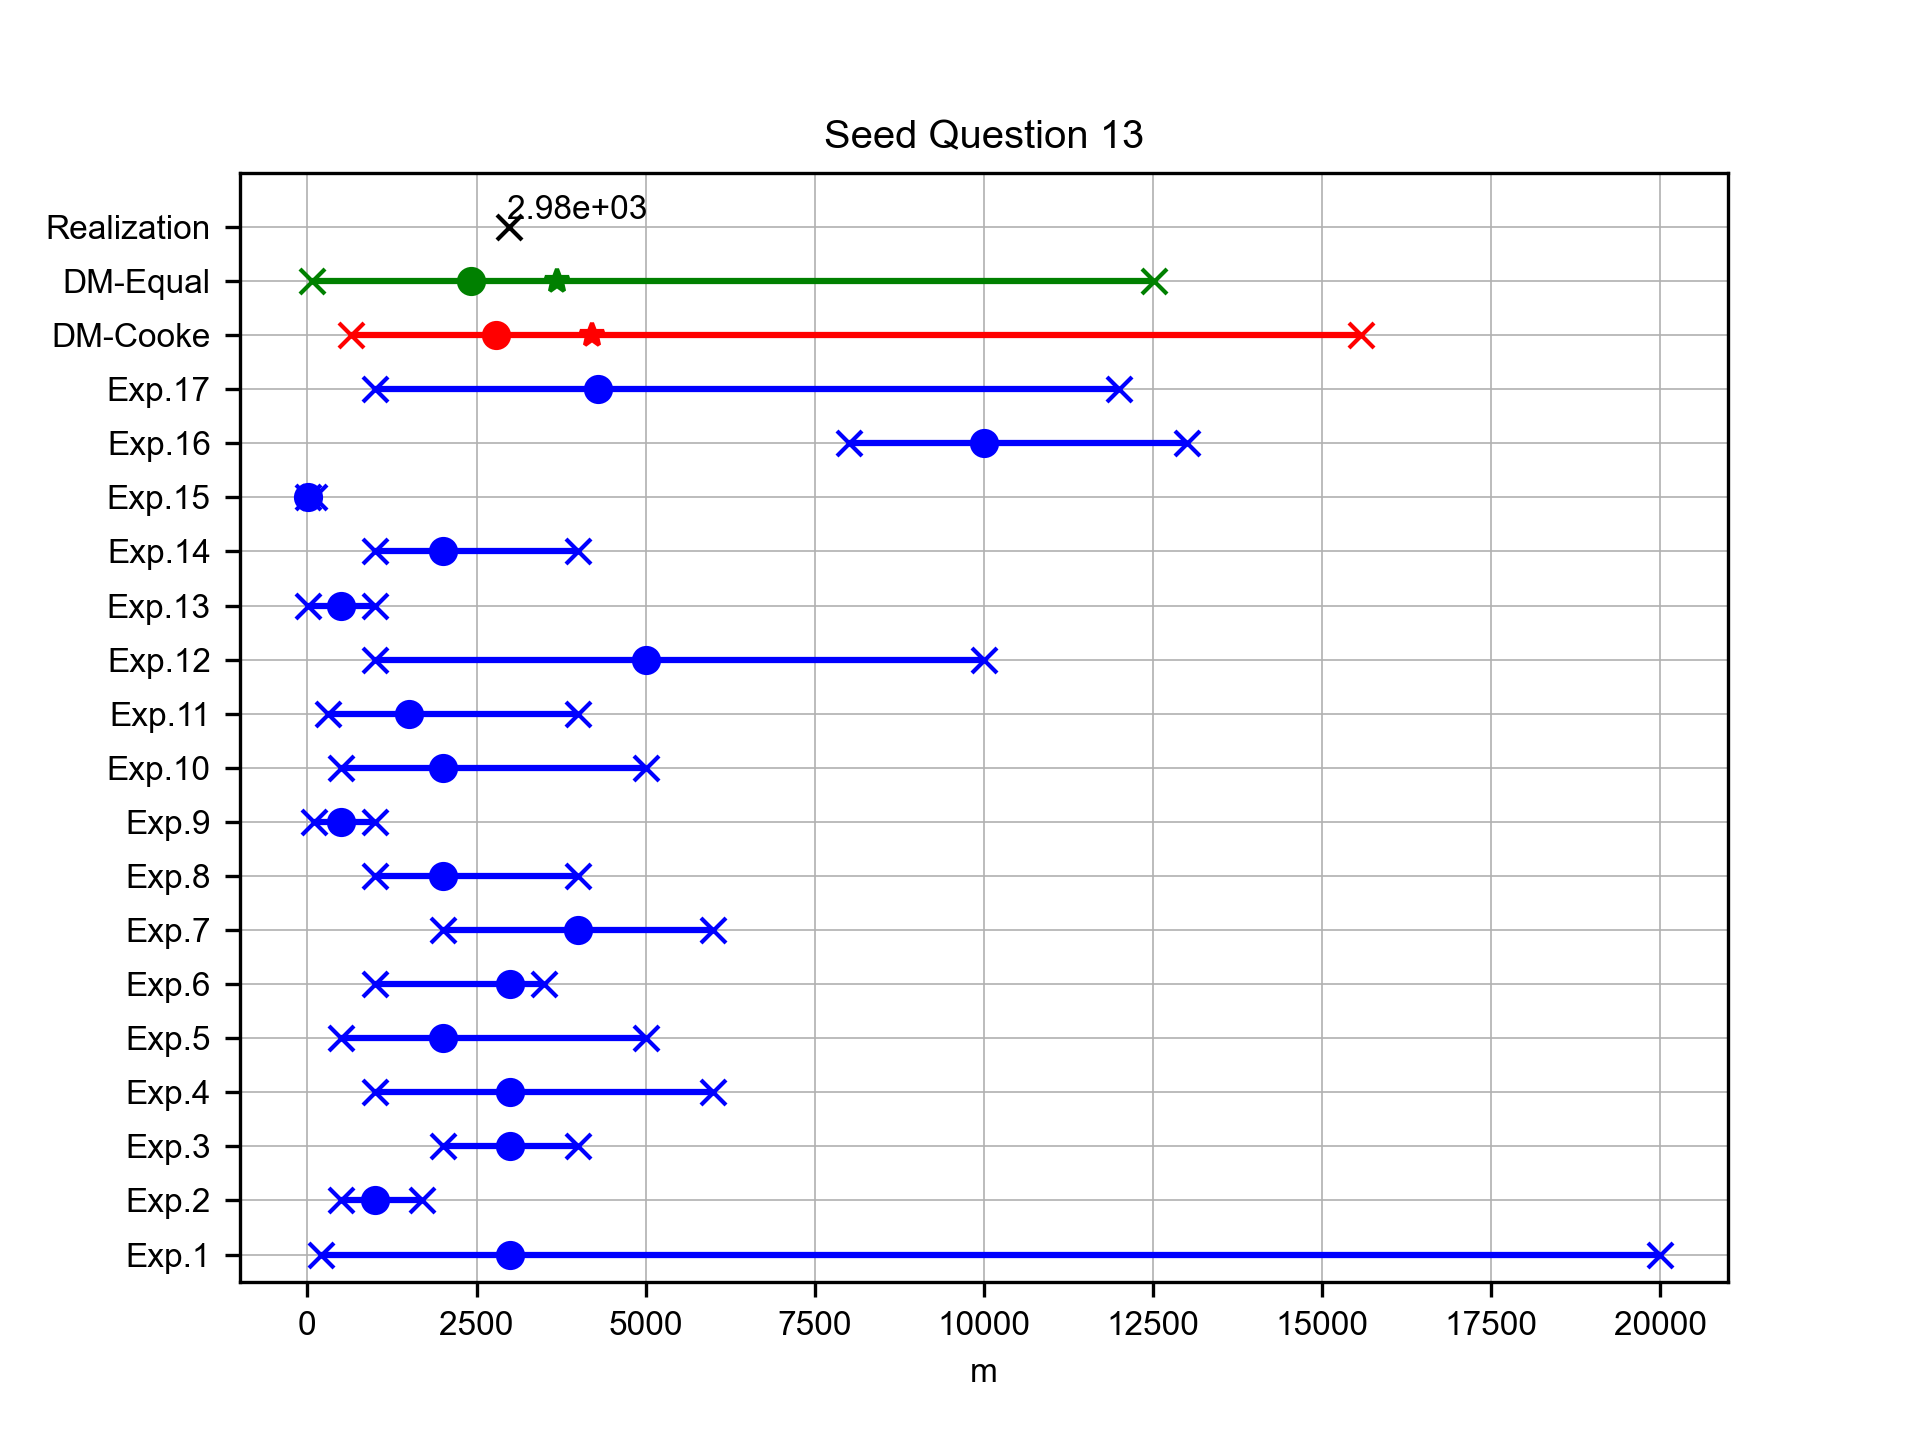 Seed Question 13
2.98e+03
Realization
DM-Equal
DM-Cooke
Exp.17
Exp.16
Exp.15
Exp.14
Exp.13
Exp.12
Exp.11
Exp.10
Exp.9
Exp.8
Exp.7
Exp.6
Exp.5
Exp.4
Exp.3
Exp.2
Exp.1
0 2500 5000 7500 10000 12500 15000 17500 20000
m